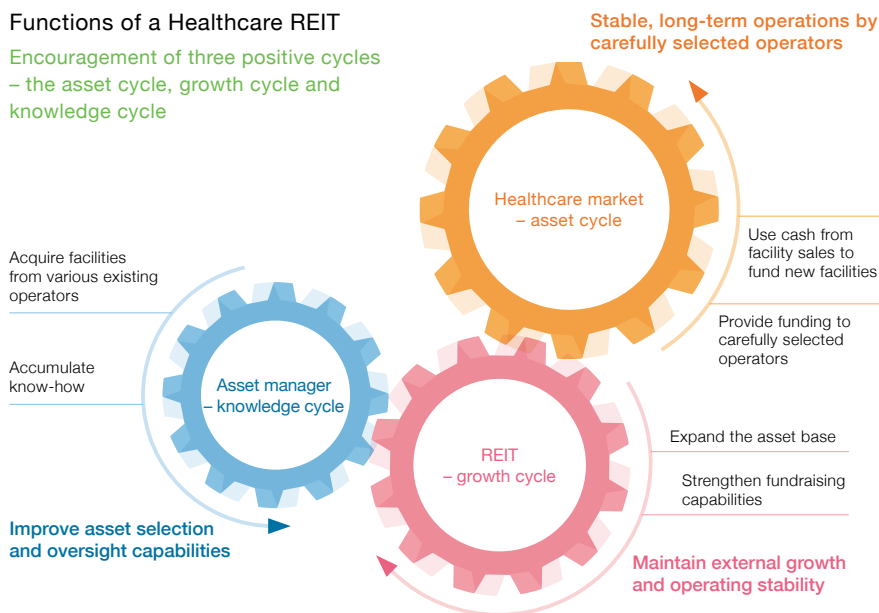 Functions of a Healthcare REIT
Encouragement of three positive cycles
– the asset cycle, growth cycle and
knowledge cycle
Stable, long-term operations by
carefully selected operators
Healthcare market
– asset cycle
Use cash from
facility sales to
fund new facilities
Provide funding to
carefully selected
operators
Acquire facilities
from various existing
operators
Accumulate
know-how
Asset manager
– knowledge cycle
Improve asset selection
and oversight capabilities
REIT
– growth cycle
Expand the asset base
Strengthen fundraising
capabilities
Maintain external growth
and operating stability